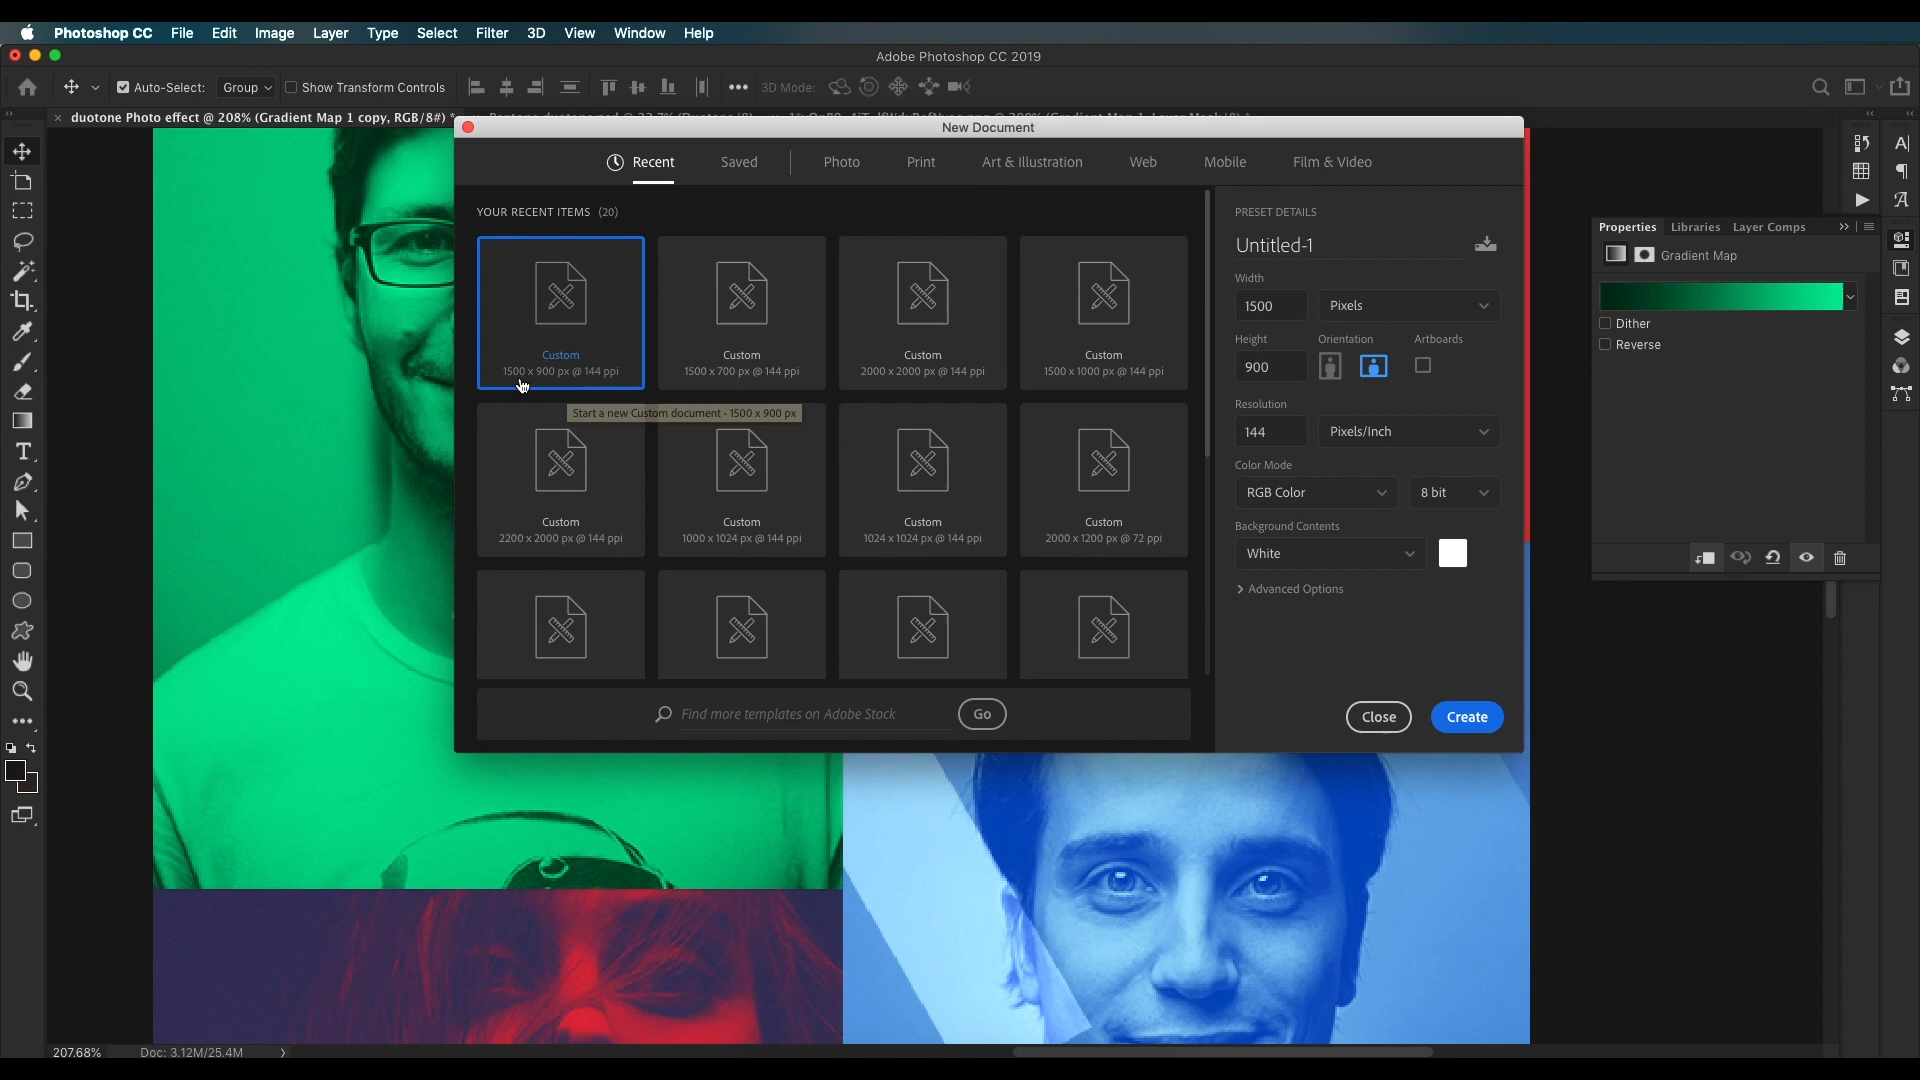 Photoshop CC File Edit Image Layer Type Select Filter 3D View Window Help
Adobe Photoshop CC 2019
Auto-Select: Group Show Transform Controls 3D Mode:
duotone Photo effect @ 208% (Gradient Map 1 copy, RGB/8#) *
New Document
Recent Saved Photo Print Art & Illustration Web Mobile Film & Video
YOUR RECENT ITEMS (20)
Custom
1500 x 900 px @ 144 ppi
Custom
1500 x 700 px @ 144 ppi
Custom
2000 x 2000 px @ 144 ppi
Custom
1500 x 1000 px @ 144 ppi
Start a new Custom document - 1500 x 900 px
Custom
2200 x 2000 px @ 144 ppi
Custom
1000 x 1024 px @ 144 ppi
Custom
1024 x 1024 px @ 144 ppi
Custom
2000 x 1200 px @ 72 ppi
Find more templates on Adobe Stock Go
PRESET DETAILS
Untitled-1
Width
1500 Pixels
Height Orientation Artboards
900
Resolution
144 Pixels/Inch
Color Mode
RGB Color 8 bit
Background Contents
White
Advanced Options
Close Create
Properties Libraries Layer Comps
Gradient Map
Dither
Reverse
207.68% Doc: 3.12M/25.4M